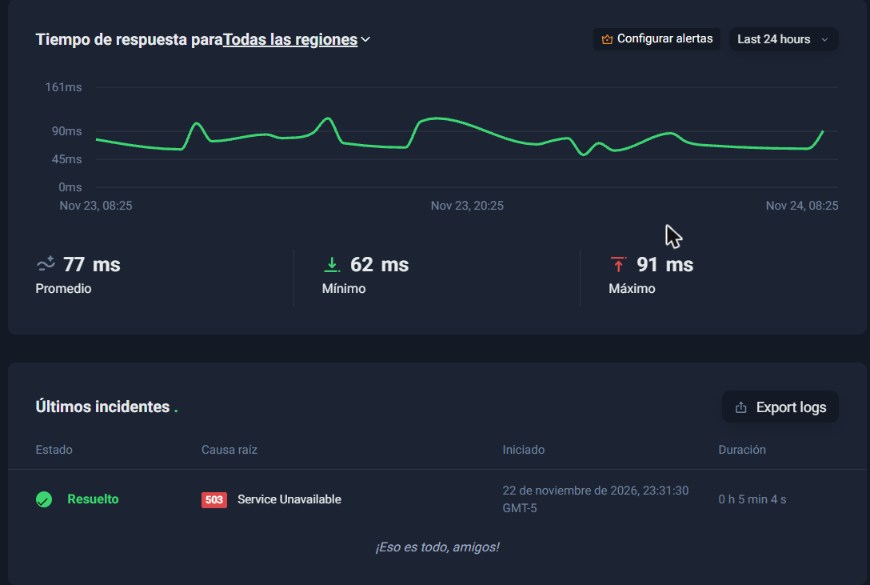 Tiempo de respuesta paraTodas las regiones
Configurar alertas
Last 24 hours
161ms
90ms
45ms
0ms
Nov 23, 08:25
Nov 23, 20:25
Nov 24, 08:25
77 ms
Promedio
62 ms
Mínimo
91 ms
Máximo
Últimos incidentes .
Export logs
Estado
Causa raíz
Iniciado
Duración
Resuelto
503 Service Unavailable
22 de noviembre de 2026, 23:31:30
GMT-5
0 h 5 min 4 s
¡Eso es todo, amigos!